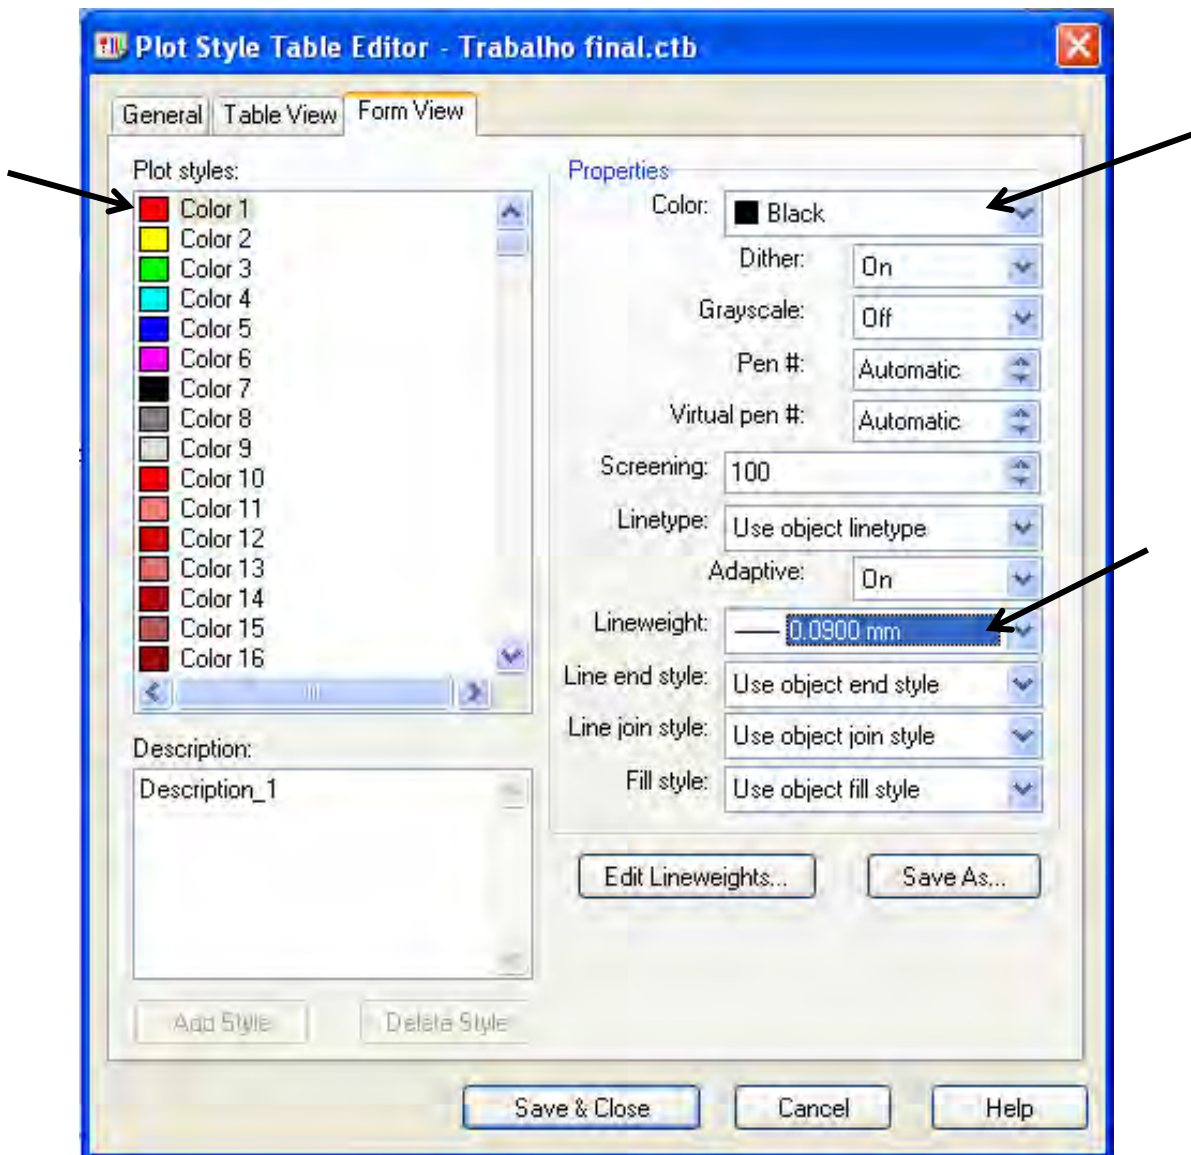 Plot Style Table Editor - Trabalho final.ctb
General Table View Form View
Plot styles:
Color 1
Color 2
Color 3
Color 4
Color 5
Color 6
Color 7
Color 8
Color 9
Color 10
Color 11
Color 12
Color 13
Color 14
Color 15
Color 16
Description:
Description_1
Add Style Delete Style
Properties
Color: Black
Dither: On
Grayscale: Off
Pen #: Automatic
Virtual pen #: Automatic
Screening: 100
Linetype: Use object linetype
Adaptive: On
Lineweight: 0.0900 mm
Line end style: Use object end style
Line join style: Use object join style
Fill style: Use object fill style
Edit Lineweights... Save As...
Save & Close Cancel Help